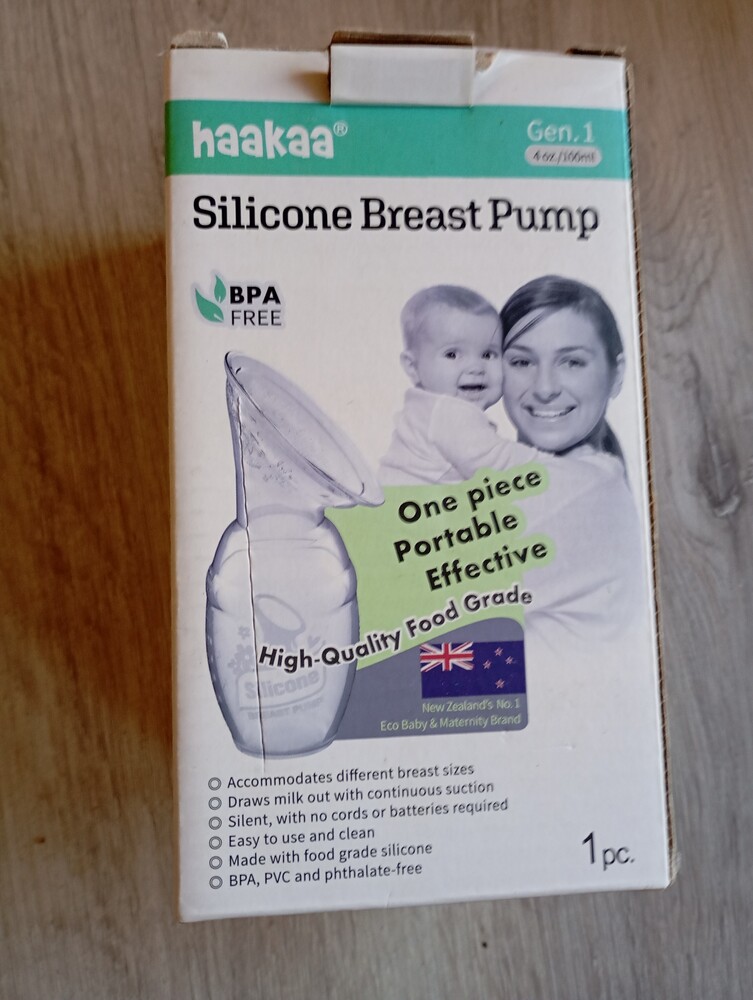 haakaa®
Gen.1
4 oz./100ml
Silicone Breast Pump
BPA
FREE
One piece
Portable
Effective
High-Quality Food Grade
Silicone
BREAST PUMP
New Zealand's No.1
Eco Baby & Maternity Brand
Accommodates different breast sizes
Draws milk out with continuous suction
Silent, with no cords or batteries required
Easy to use and clean
Made with food grade silicone
BPA, PVC and phthalate-free
1 pc.